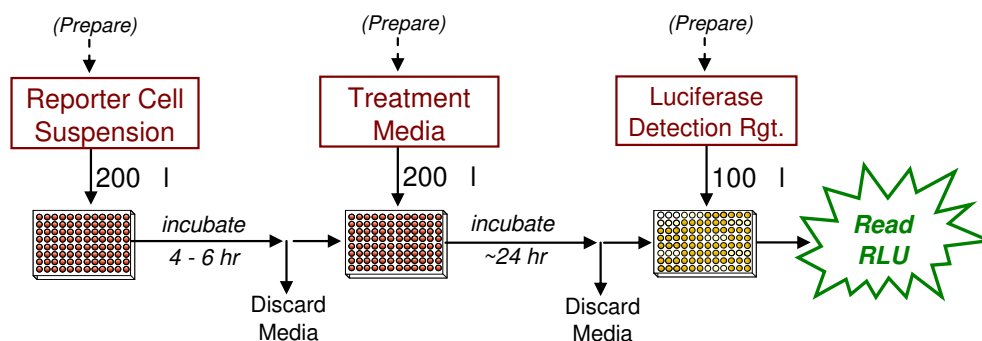 (Prepare)
(Prepare)
(Prepare)
Reporter Cell
Suspension
Treatment
Media
Luciferase
Detection Rgt.
200 l
200 l
100 l
incubate
4 - 6 hr
incubate
~24 hr
Read
RLU
Discard
Media
Discard
Media